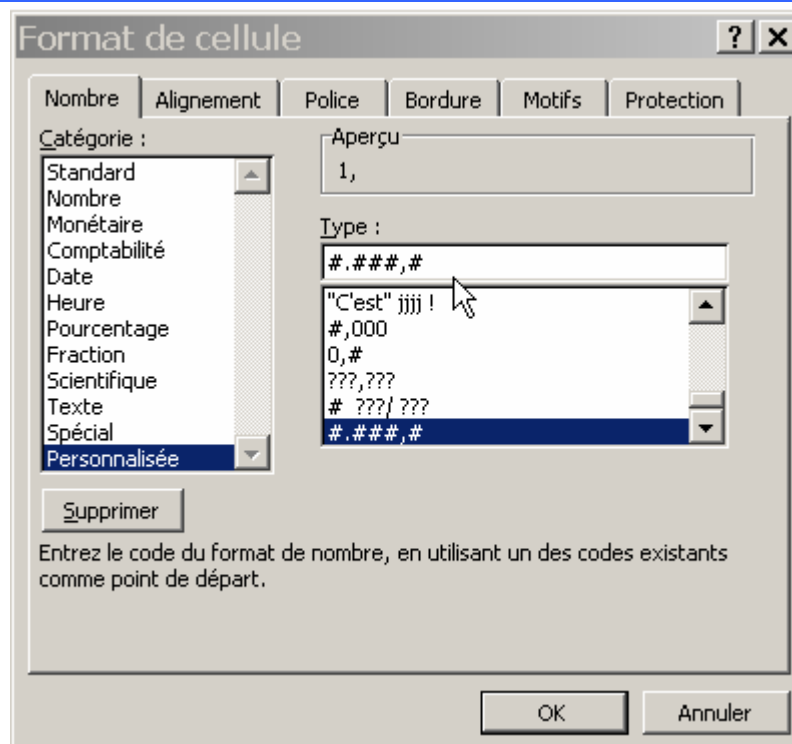 Format de cellule
Nombre Alignement Police Bordure Motifs Protection
Catégorie :
Standard
Nombre
Monétaire
Comptabilité
Date
Heure
Pourcentage
Fraction
Scientifique
Texte
Spécial
Personnalisée
Aperçu
1,
Type :
#.###,#
"C'est" jjjj !
#,000
0,#
???,???
# ???/ ???
#.###,#
Supprimer
Entrez le code du format de nombre, en utilisant un des codes existants
comme point de départ.
OK Annuler